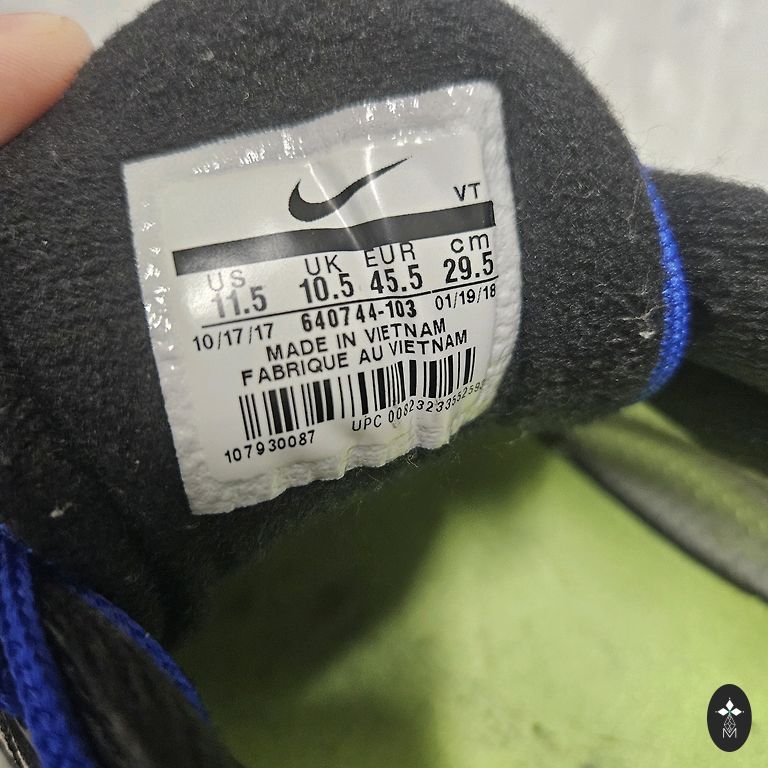 VT
US UK EUR cm
11.5 10.5 45.5 29.5
10/17/17 640744-103 01/19/18
MADE IN VIETNAM
FABRIQUE AU VIETNAM
107930087 UPC
M